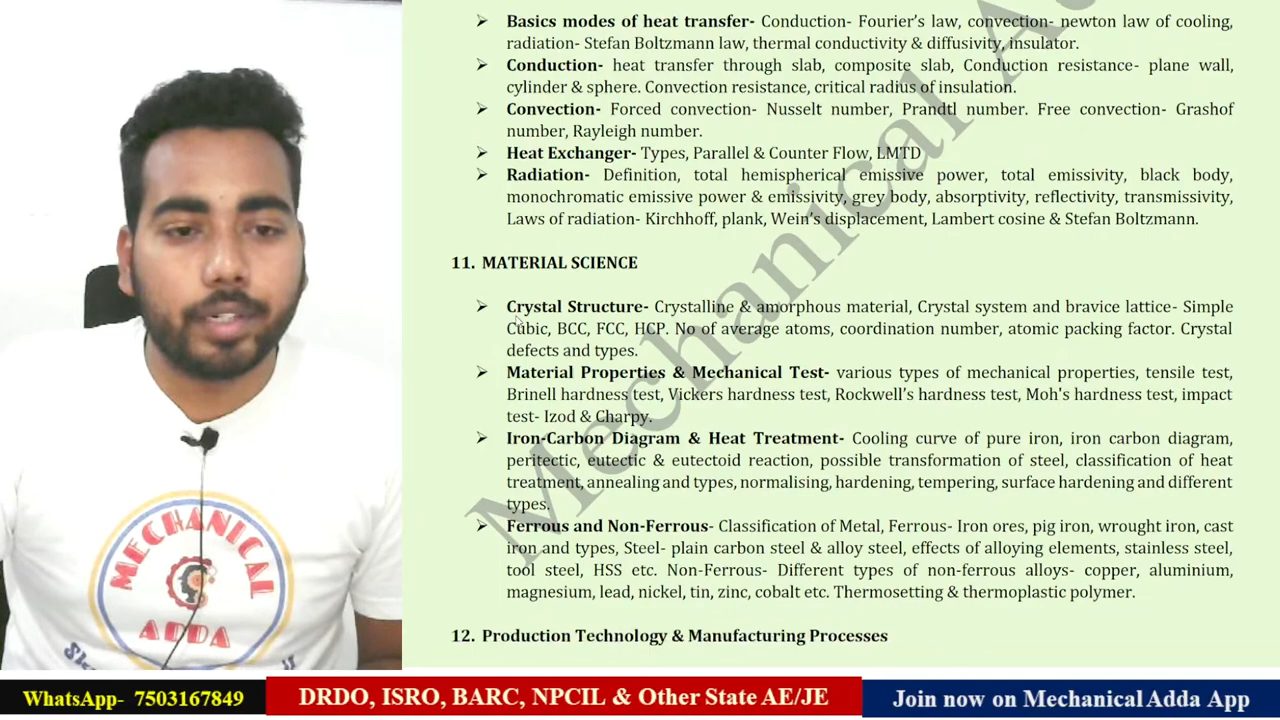 Basics modes of heat transfer- Conduction- Fourier's law, convection- newton law of cooling,
radiation- Stefan Boltzmann law, thermal conductivity & diffusivity, insulator.
Conduction- heat transfer through slab, composite slab, Conduction resistance- plane wall,
cylinder & sphere. Convection resistance, critical radius of insulation.
Convection- Forced convection- Nusselt number, Prandtl number. Free convection- Grashof
number, Rayleigh number.
Heat Exchanger- Types, Parallel & Counter Flow, LMTD
Radiation- Definition, total hemispherical emissive power, total emissivity, black body,
monochromatic emissive power & emissivity, grey body, absorptivity, reflectivity, transmissivity,
Laws of radiation- Kirchhoff, plank, Wein's displacement, Lambert cosine & Stefan Boltzmann.
11. MATERIAL SCIENCE
Crystal Structure- Crystalline & amorphous material, Crystal system and bravice lattice- Simple
Cubic, BCC, FCC, HCP. No of average atoms, coordination number, atomic packing factor. Crystal
defects and types.
Material Properties & Mechanical Test- various types of mechanical properties, tensile test,
Brinell hardness test, Vickers hardness test, Rockwell's hardness test, Moh's hardness test, impact
test- Izod & Charpy.
Iron-Carbon Diagram & Heat Treatment- Cooling curve of pure iron, iron carbon diagram,
peritectic, eutectic & eutectoid reaction, possible transformation of steel, classification of heat
treatment, annealing and types, normalising, hardening, tempering, surface hardening and different
types.
Ferrous and Non-Ferrous- Classification of Metal, Ferrous- Iron ores, pig iron, wrought iron, cast
iron and types, Steel- plain carbon steel & alloy steel, effects of alloying elements, stainless steel,
tool steel, HSS etc. Non-Ferrous- Different types of non-ferrous alloys- copper, aluminium,
magnesium, lead, nickel, tin, zinc, cobalt etc. Thermosetting & thermoplastic polymer.
12. Production Technology & Manufacturing Processes
Mechanical A
MECHANICAL
ADDA
WhatsApp- 7503167849
DRDO, ISRO, BARC, NPCIL & Other State AE/JE
Join now on Mechanical Adda App